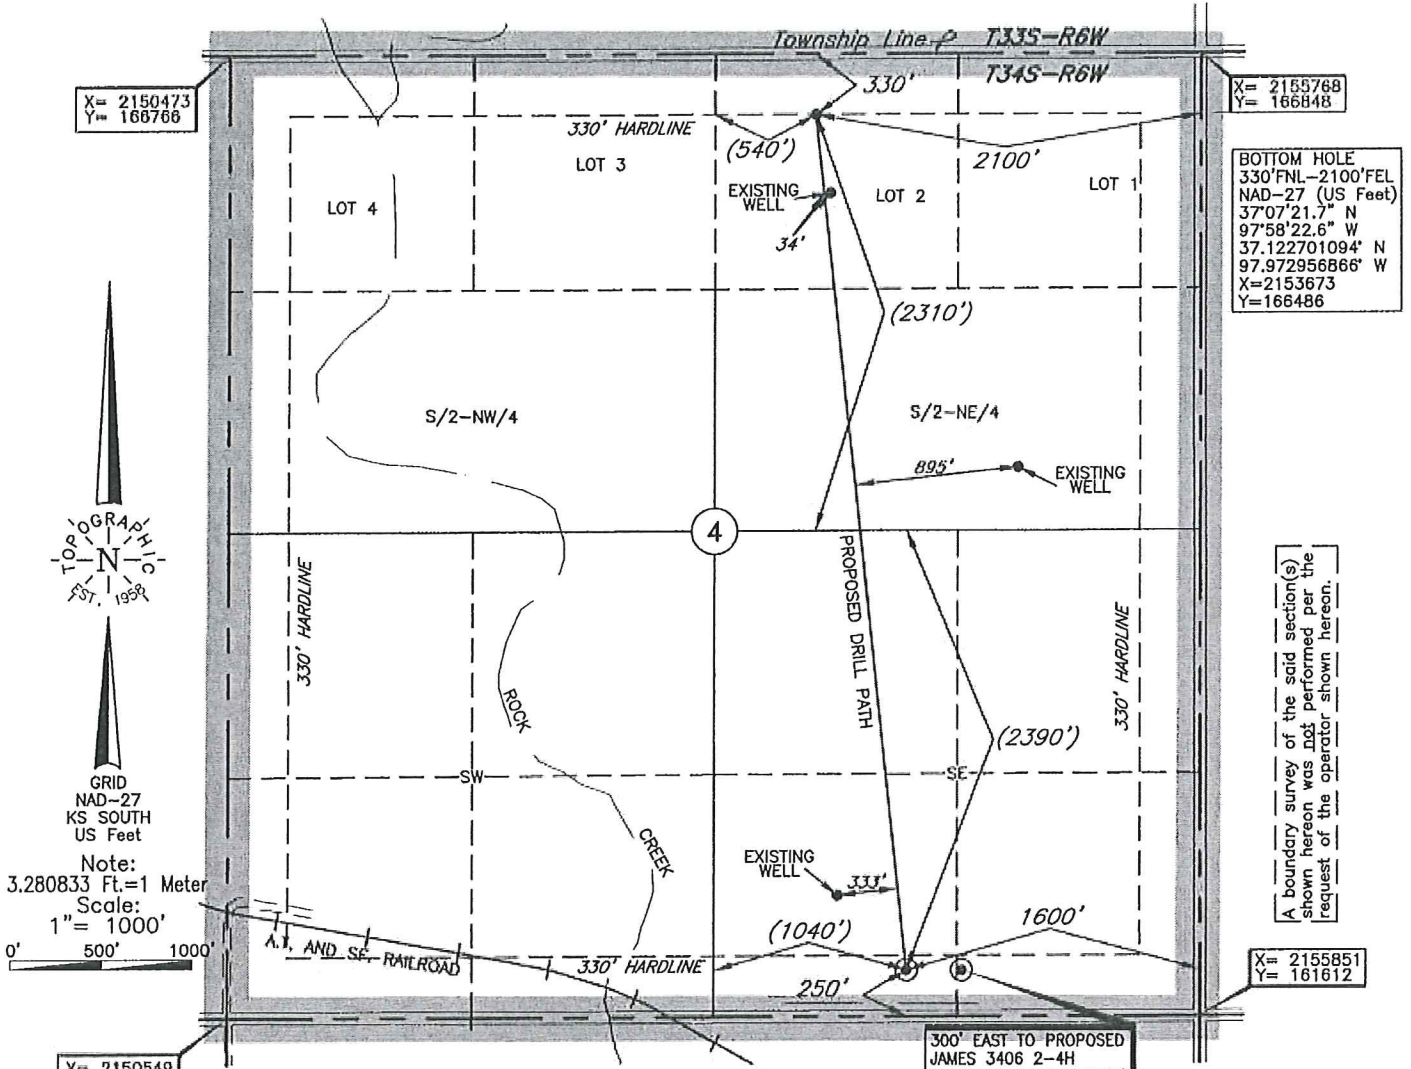 Township Line
T33S-R6W
T34S-R6W
X= 2150473
Y= 166766
X= 2155768
Y= 166848
330'
330' HARDLINE
(540')
2100'
LOT 3
LOT 1
BOTTOM HOLE
330'FNL-2100'FEL
NAD-27 (US Feet)
37°07'21.7" N
97°58'22.6" W
37.122701094° N
97.972956866° W
X=2153673
Y=166486
EXISTING
WELL
LOT 2
LOT 4
34'
(2310')
S/2-NW/4
S/2-NE/4
895'
EXISTING
WELL
4
TOPOGRAPHIC
N
EST. 1958
PROPOSED DRILL PATH
330' HARDLINE
330' HARDLINE
A boundary survey of the said section(s)
shown hereon was not performed per the
request of the operator shown hereon.
ROCK
(2390')
SW
SE
GRID
NAD-27
KS SOUTH
US Feet
Note:
3.280833 Ft.=1 Meter
Scale:
1"= 1000'
0' 500' 1000'
CREEK
EXISTING
WELL
333'
(1040')
1600'
A.T. AND SF. RAILROAD
330' HARDLINE
250'
X= 2155851
Y= 161612
300' EAST TO PROPOSED
JAMES 3406 2-4H
X= 2150549